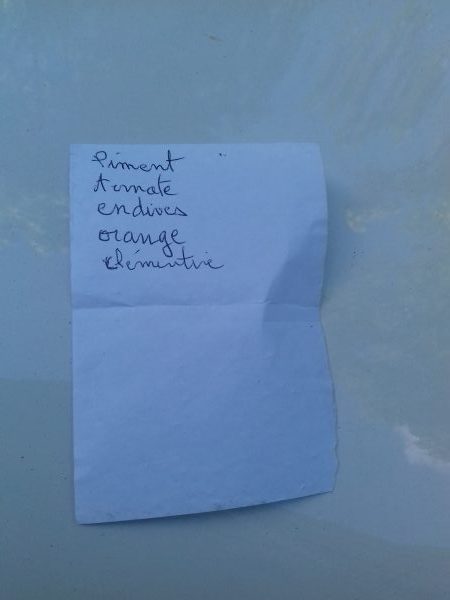 Piment
tomate
endives
orange
clémentine